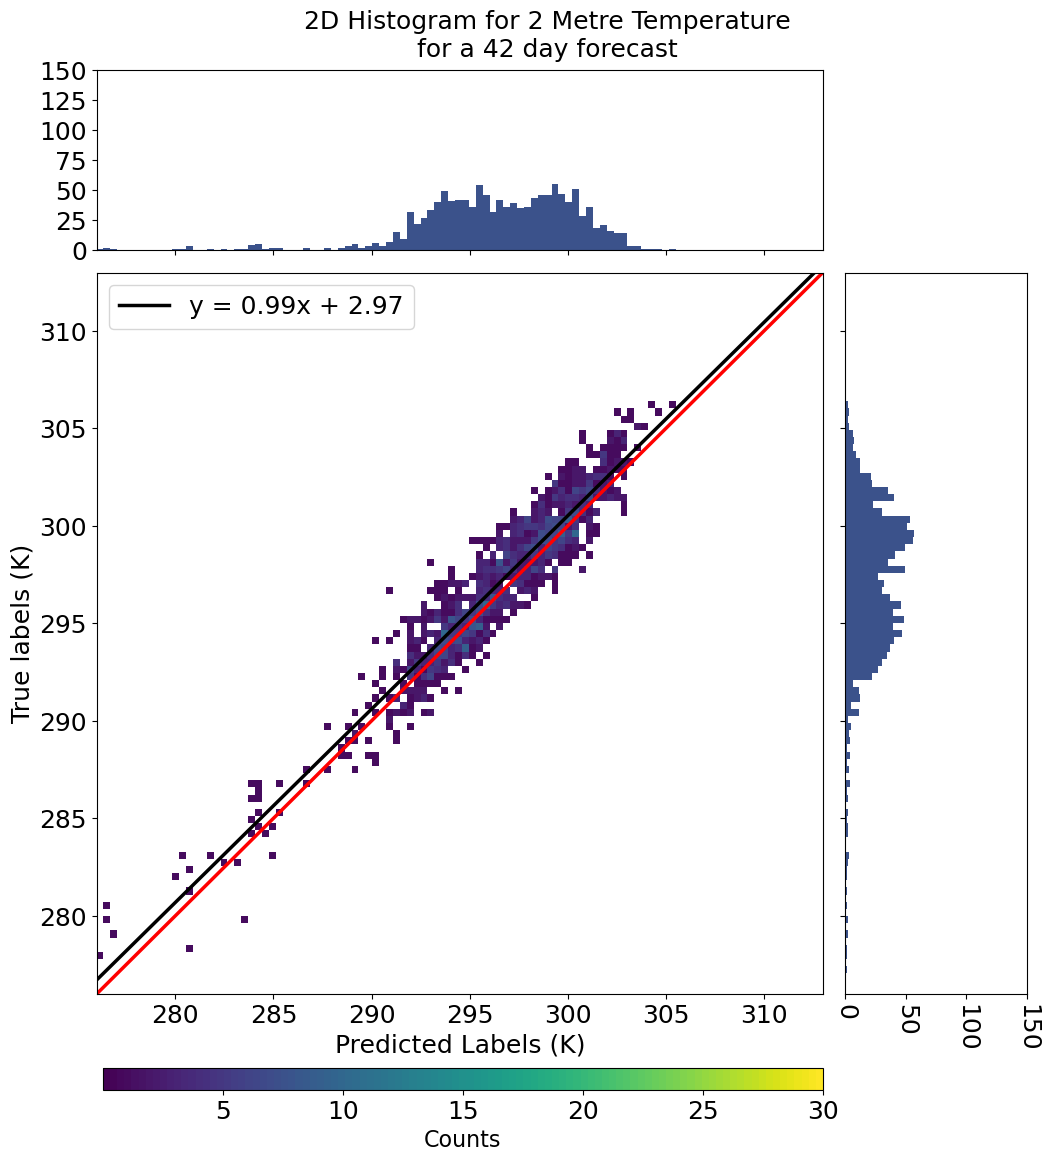 2D Histogram for 2 Metre Temperature
for a 42 day forecast
150
125
100
75
50
25
0
y = 0.99x + 2.97
310
305
300
295
290
285
280
True labels (K)
280 285 290 295 300 305 310
Predicted Labels (K)
0 50 100 150
5 10 15 20 25 30
Counts